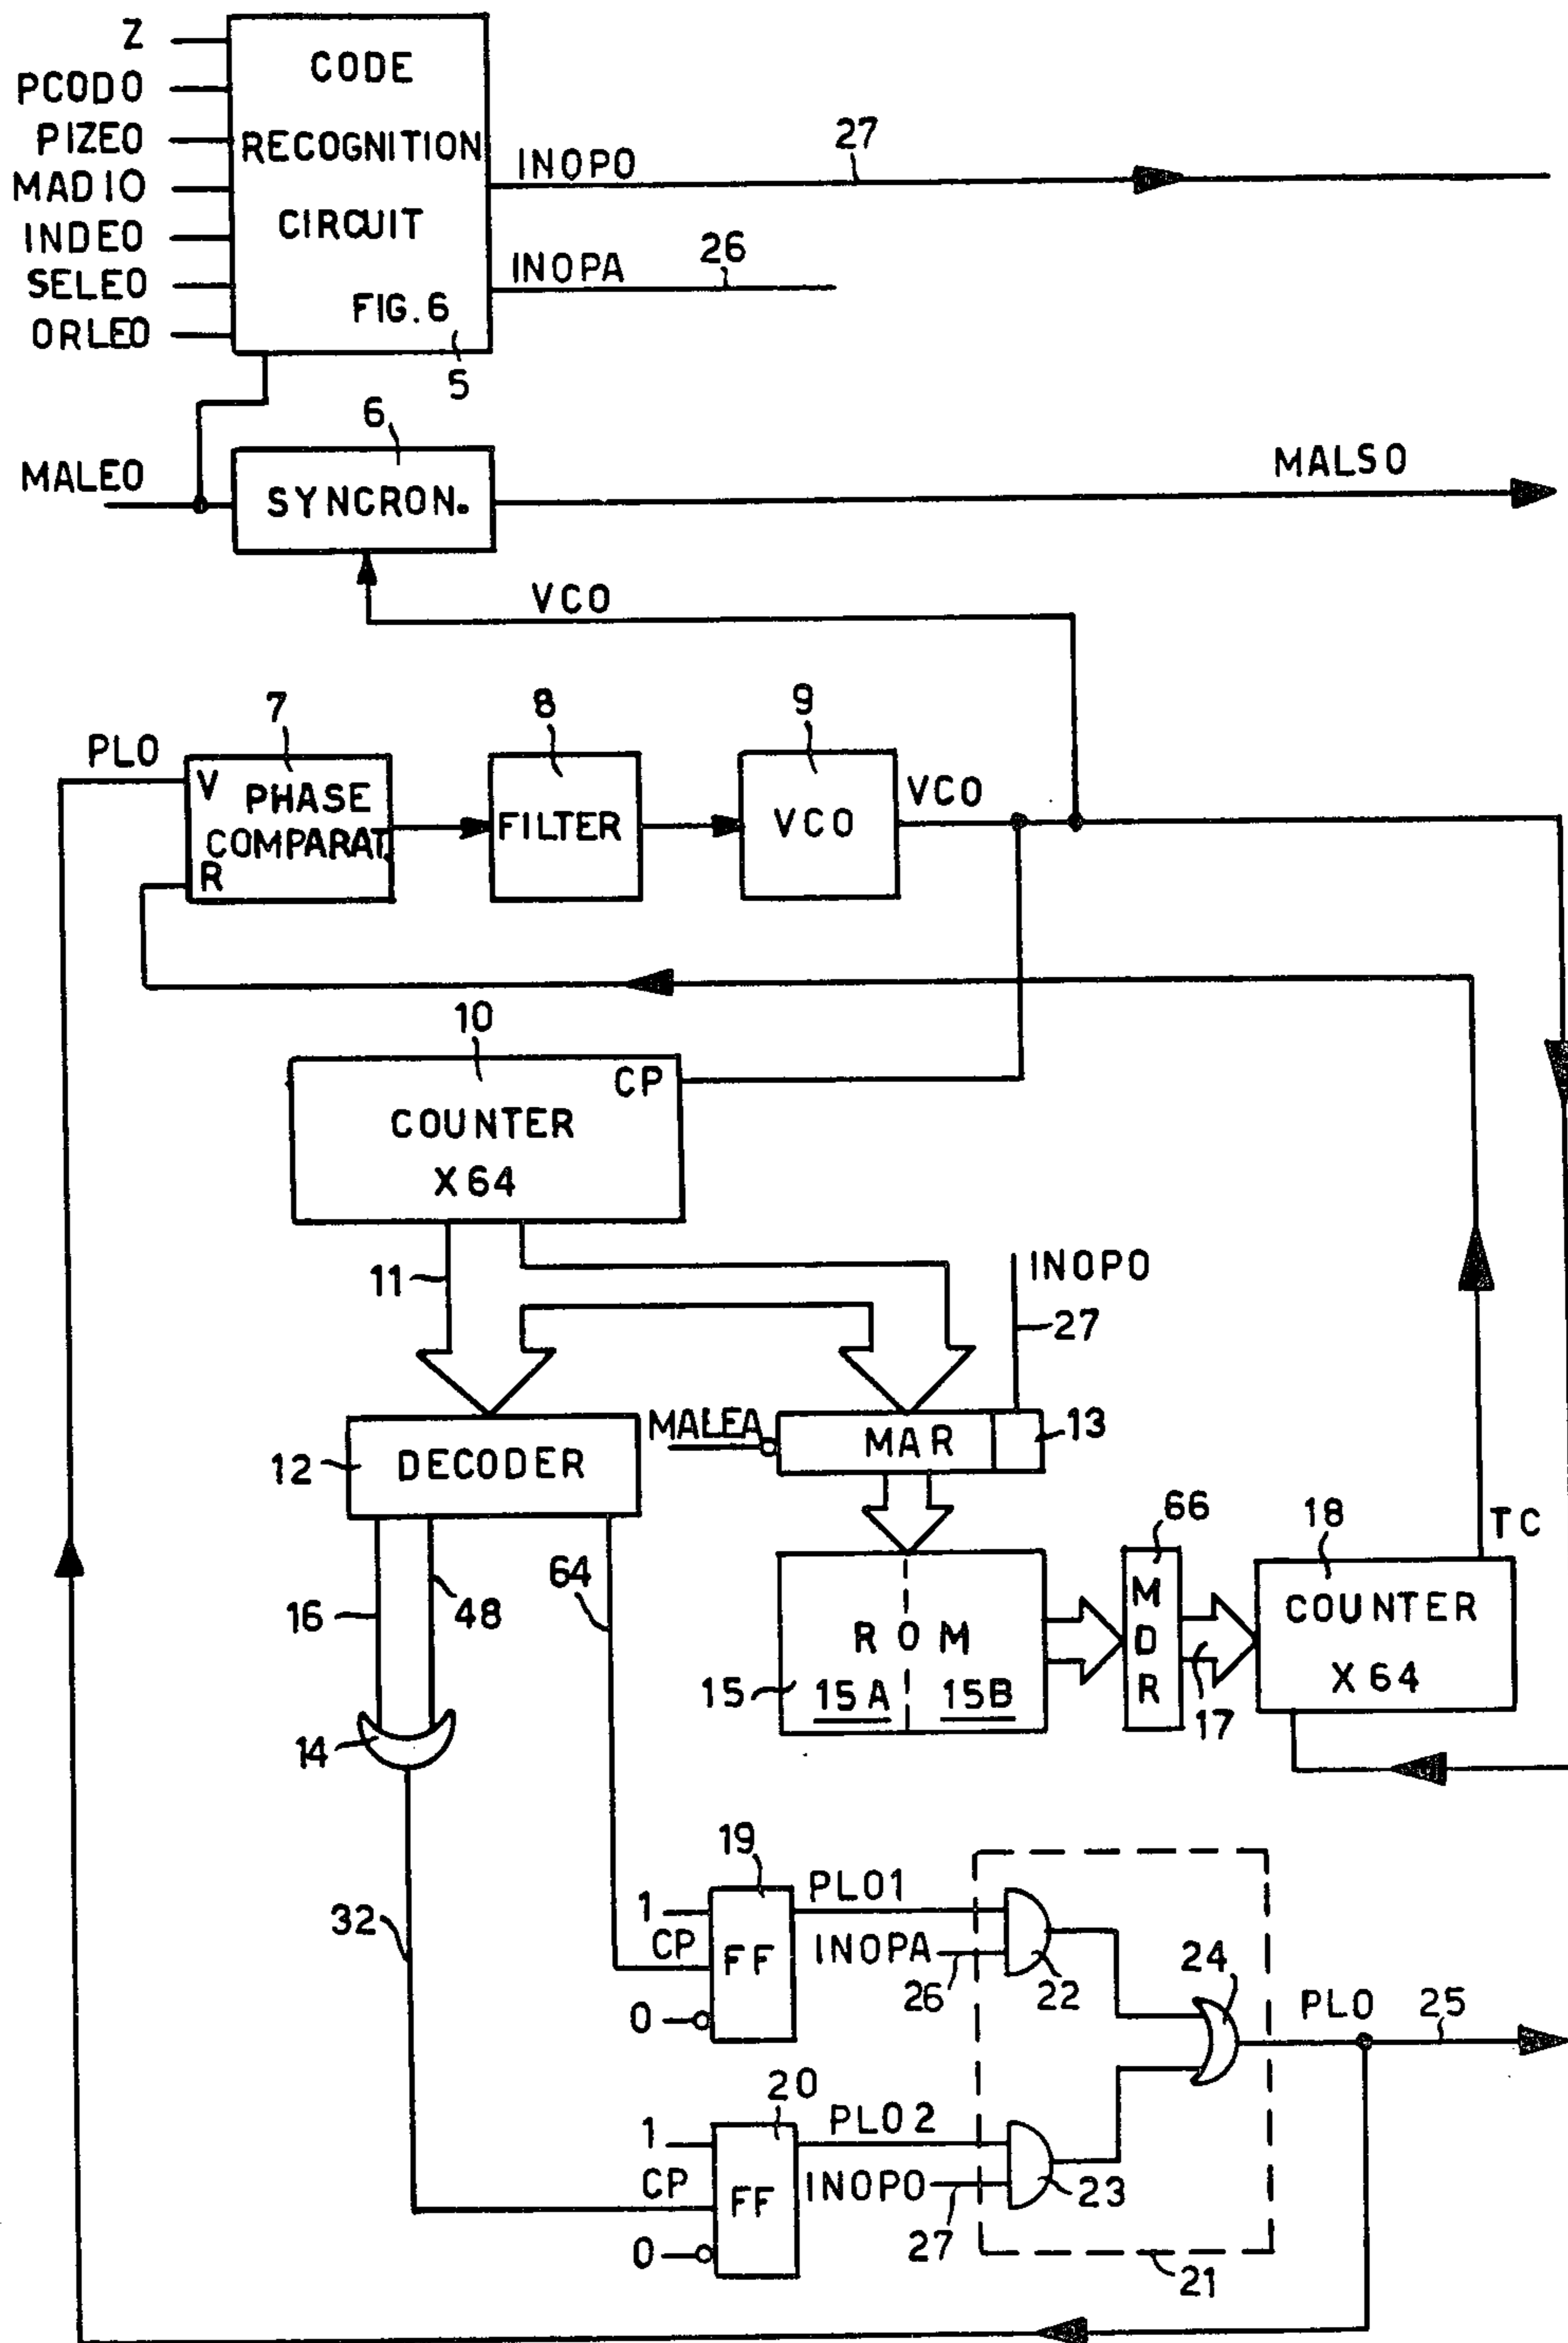 Z
PCODO
PIZEO
MADIO
INDEO
SELEO
ORLEO
CODE
RECOGNITION
CIRCUIT
FIG.6
5
INOPO
27
INOPA
26
MALEO
6
SYNCRON.
MALSO
VCO
PLO
7
V
PHASE
COMPARAT.
R
8
FILTER
9
VCO
VCO
10
CP
COUNTER
X64
11
INOPO
27
12
DECODER
MALEA
MAR
13
16
48
64
15
ROM
15A
15B
66
MDR
17
18
COUNTER
X64
TC
14
32
19
1
CP
FF
0
PLO1
INOPA
26
22
24
PLO
25
20
1
CP
FF
0
PLO2
INOPO
27
23
21